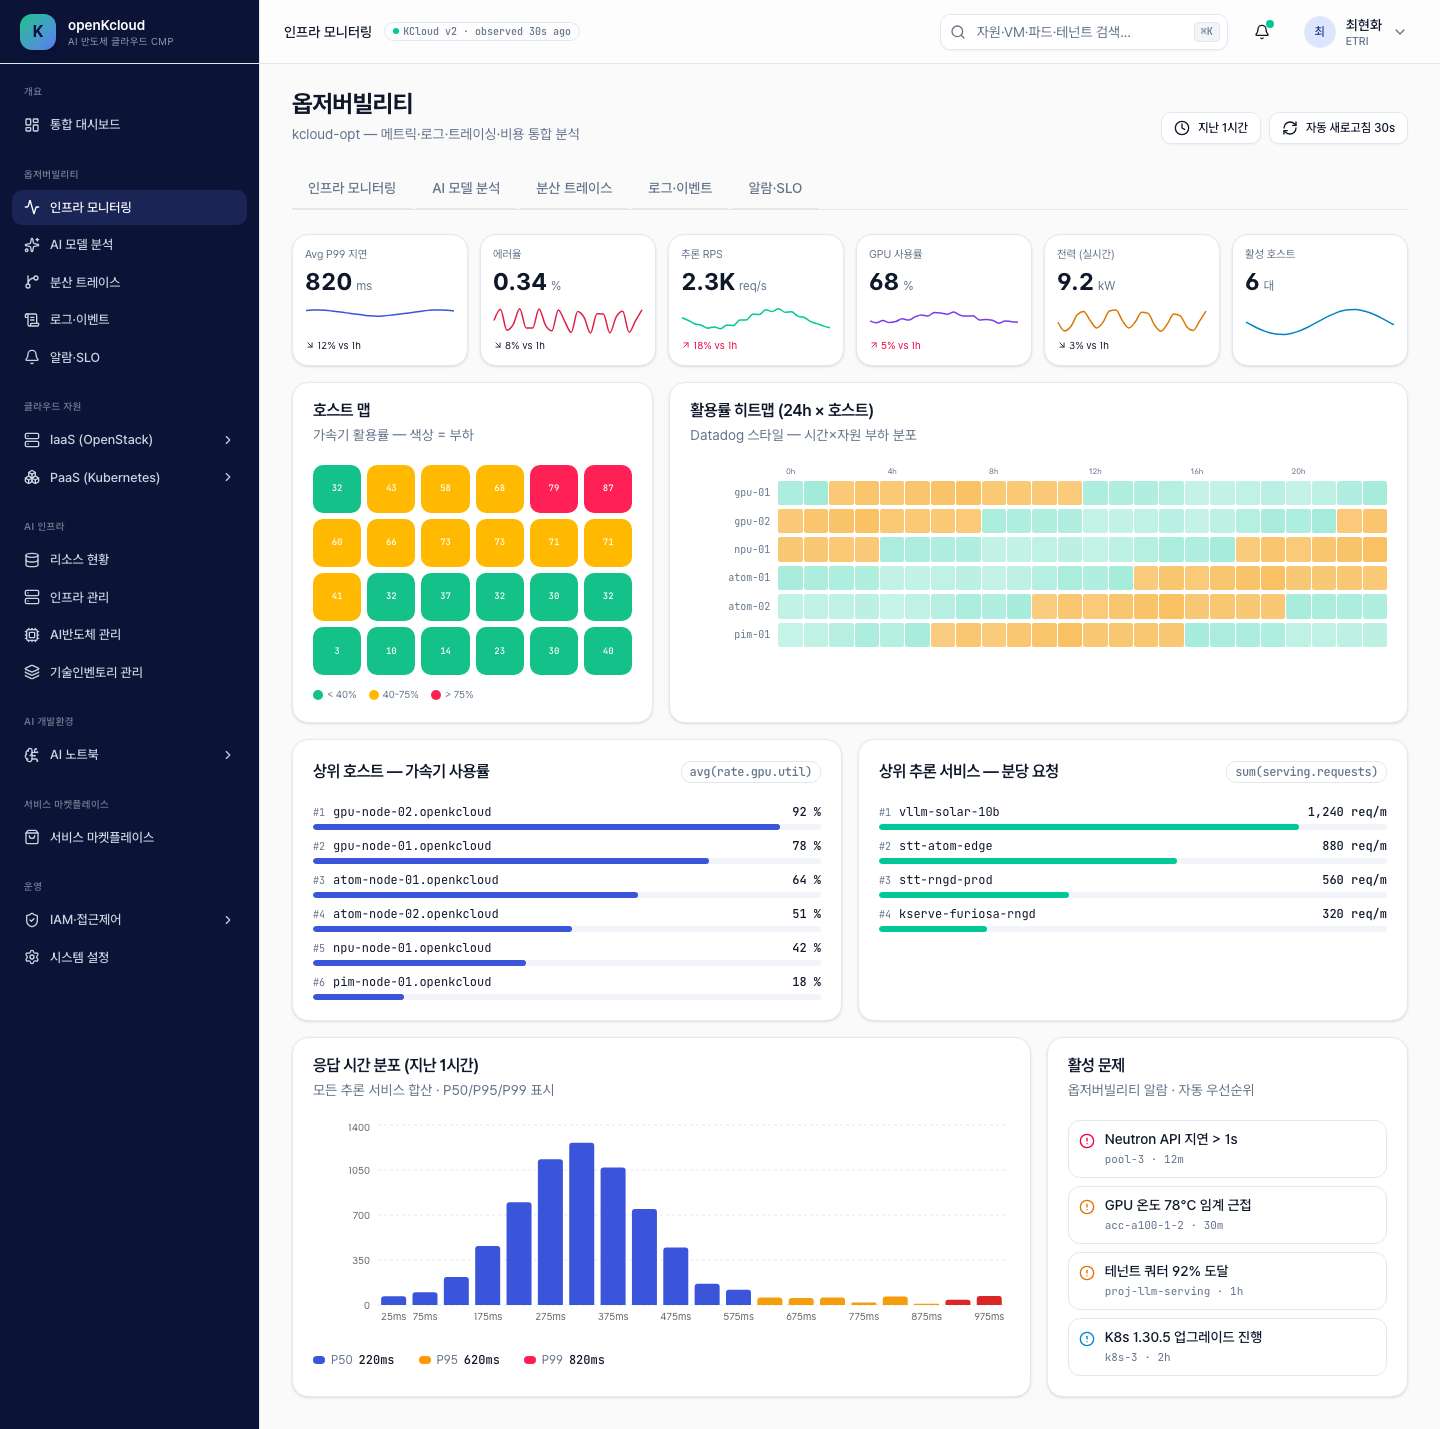 K
openKcloud
AI 반도체 클라우드 CMP
인프라 모니터링
KCloud v2 · observed 30s ago
자원·VM·파드·테넌트 검색...
⌘K
최
최현화
ETRI
개요
통합 대시보드
옵저버빌리티
인프라 모니터링
AI 모델 분석
분산 트레이스
로그·이벤트
알람·SLO
클라우드 자원
IaaS (OpenStack)
PaaS (Kubernetes)
AI 인프라
리소스 현황
인프라 관리
AI반도체 관리
기술인벤토리 관리
AI 개발환경
AI 노트북
서비스 마켓플레이스
서비스 마켓플레이스
운영
IAM·접근제어
시스템 설정
옵저버빌리티
kcloud-opt — 메트릭·로그·트레이싱·비용 통합 분석
지난 1시간
자동 새로고침 30s
인프라 모니터링
AI 모델 분석
분산 트레이스
로그·이벤트
알람·SLO
Avg P99 지연
820 ms
↘ 12% vs 1h
에러율
0.34 %
↘ 8% vs 1h
추론 RPS
2.3K req/s
↗ 18% vs 1h
GPU 사용률
68 %
↗ 5% vs 1h
전력 (실시간)
9.2 kW
↘ 3% vs 1h
활성 호스트
6 대
호스트 맵
가속기 활용률 — 색상 = 부하
32 43 58 68 79 87
60 66 73 73 71 71
41 32 37 32 30 32
3 10 14 23 30 40
< 40% 40-75% > 75%
활용률 히트맵 (24h × 호스트)
Datadog 스타일 — 시간×자원 부하 분포
0h 4h 8h 12h 16h 20h
gpu-01
gpu-02
npu-01
atom-01
atom-02
pim-01
상위 호스트 — 가속기 사용률
avg(rate.gpu.util)
#1 gpu-node-02.openkcloud 92 %
#2 gpu-node-01.openkcloud 78 %
#3 atom-node-01.openkcloud 64 %
#4 atom-node-02.openkcloud 51 %
#5 npu-node-01.openkcloud 42 %
#6 pim-node-01.openkcloud 18 %
상위 추론 서비스 — 분당 요청
sum(serving.requests)
#1 vllm-solar-10b 1,240 req/m
#2 stt-atom-edge 880 req/m
#3 stt-rngd-prod 560 req/m
#4 kserve-furiosa-rngd 320 req/m
응답 시간 분포 (지난 1시간)
모든 추론 서비스 합산 · P50/P95/P99 표시
1400
1050
700
350
0
25ms 75ms 175ms 275ms 375ms 475ms 575ms 675ms 775ms 875ms 975ms
P50 220ms P95 620ms P99 820ms
활성 문제
옵저버빌리티 알람 · 자동 우선순위
Neutron API 지연 > 1s
pool-3 · 12m
GPU 온도 78°C 임계 근접
acc-a100-1-2 · 30m
테넌트 쿼터 92% 도달
proj-llm-serving · 1h
K8s 1.30.5 업그레이드 진행
k8s-3 · 2h